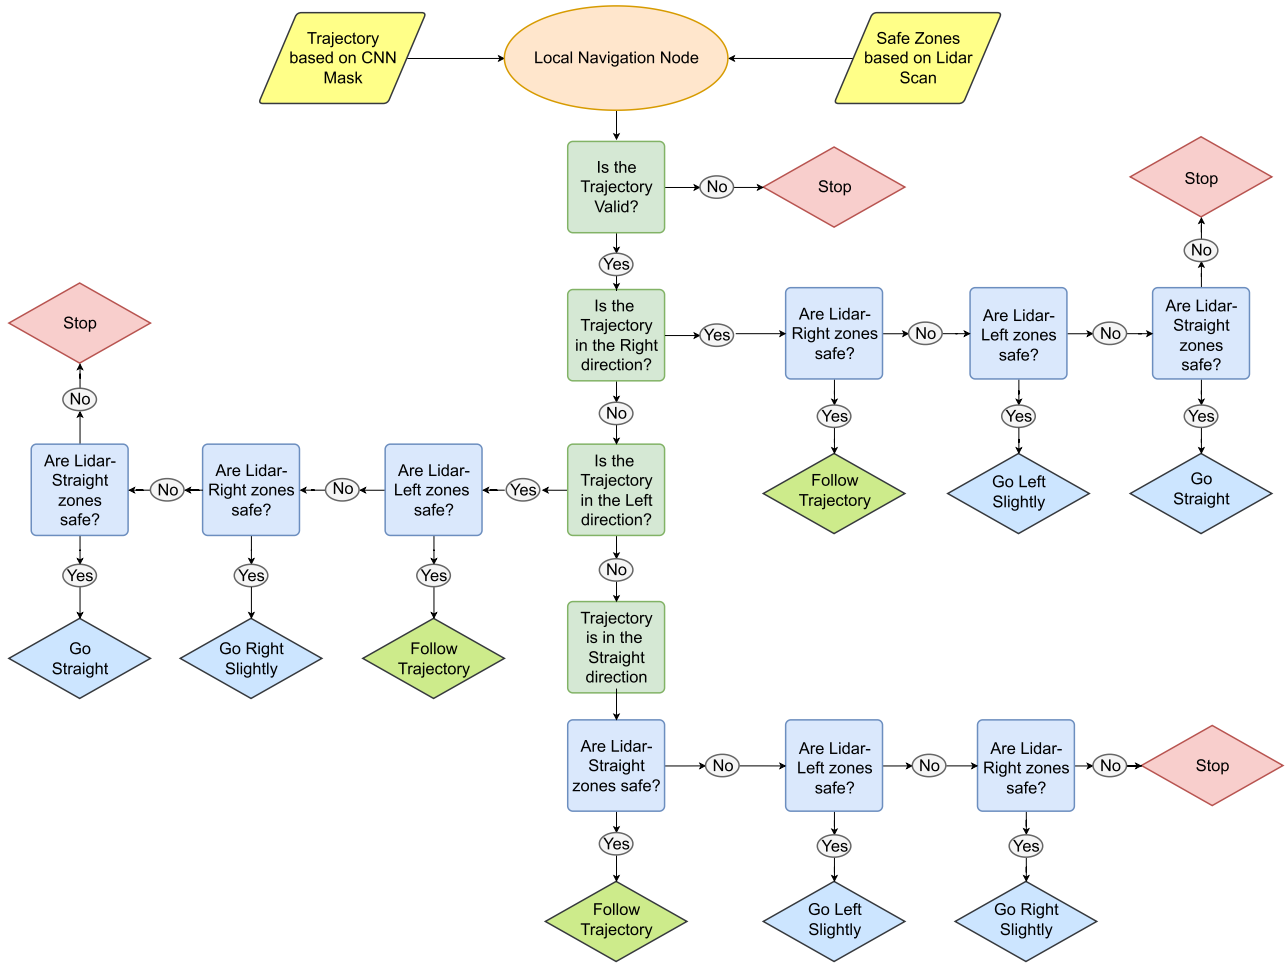 Trajectory
based on CNN
Mask
Local Navigation Node
Safe Zones
based on Lidar
Scan
Is the
Trajectory
Valid?
No
Stop
Stop
No
Yes
Is the
Trajectory
in the Right
direction?
Yes
Are Lidar-
Right zones
safe?
No
Are Lidar-
Left zones
safe?
No
Are Lidar-
Straight
zones
safe?
Yes
Follow
Trajectory
Yes
Go Left
Slightly
Yes
Go
Straight
No
Is the
Trajectory
in the Left
direction?
Yes
Are Lidar-
Left zones
safe?
No
Are Lidar-
Right zones
safe?
No
Are Lidar-
Straight
zones
safe?
No
Stop
Yes
Follow
Trajectory
Yes
Go Right
Slightly
Yes
Go
Straight
No
Trajectory
is in the
Straight
direction
Are Lidar-
Straight
zones safe?
No
Are Lidar-
Left zones
safe?
No
Are Lidar-
Right zones
safe?
No
Stop
Yes
Follow
Trajectory
Yes
Go Left
Slightly
Yes
Go Right
Slightly